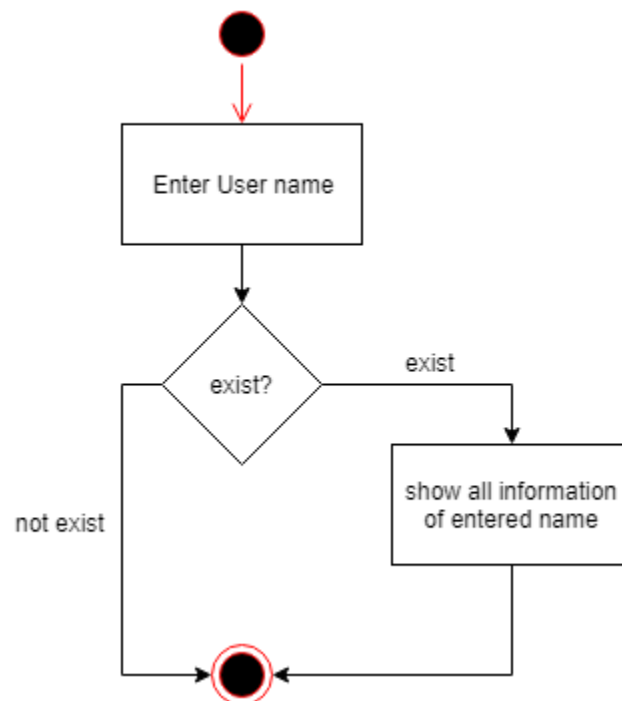 Enter User name
exist?
exist
show all information
of entered name
not exist